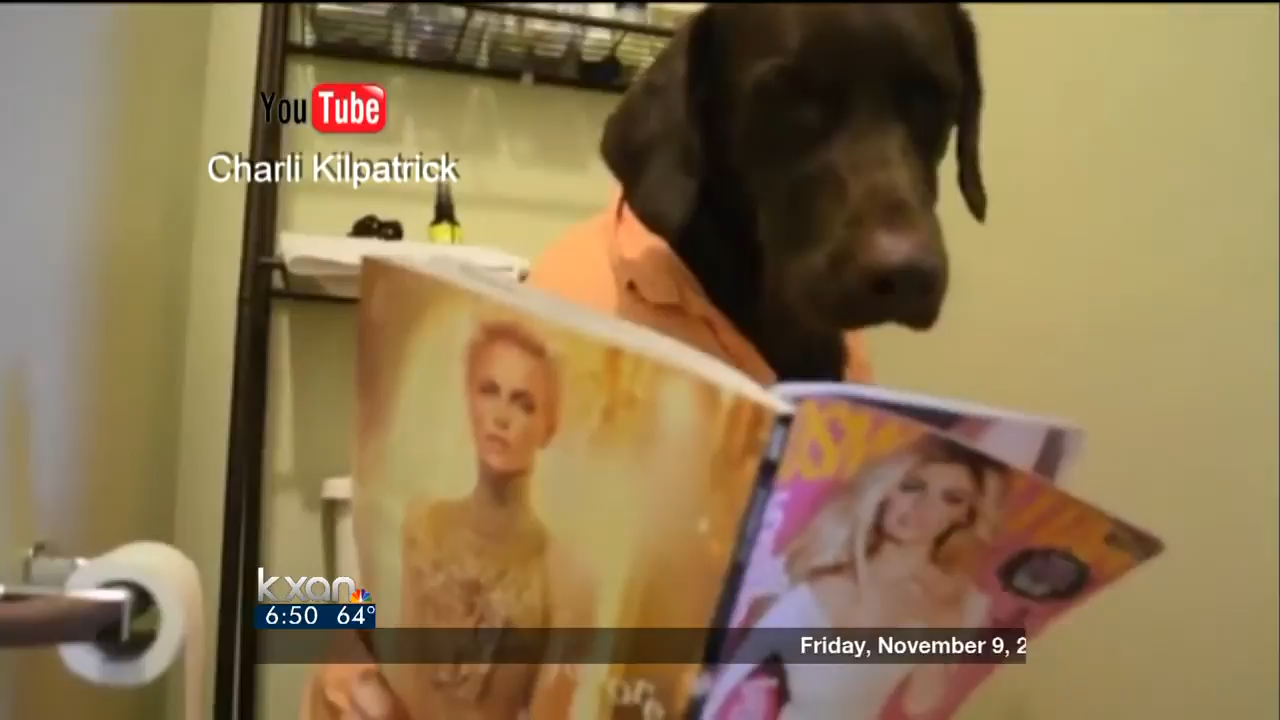 YouTube
Charli Kilpatrick
kxan
6:50 64°
Friday, November 9, 2